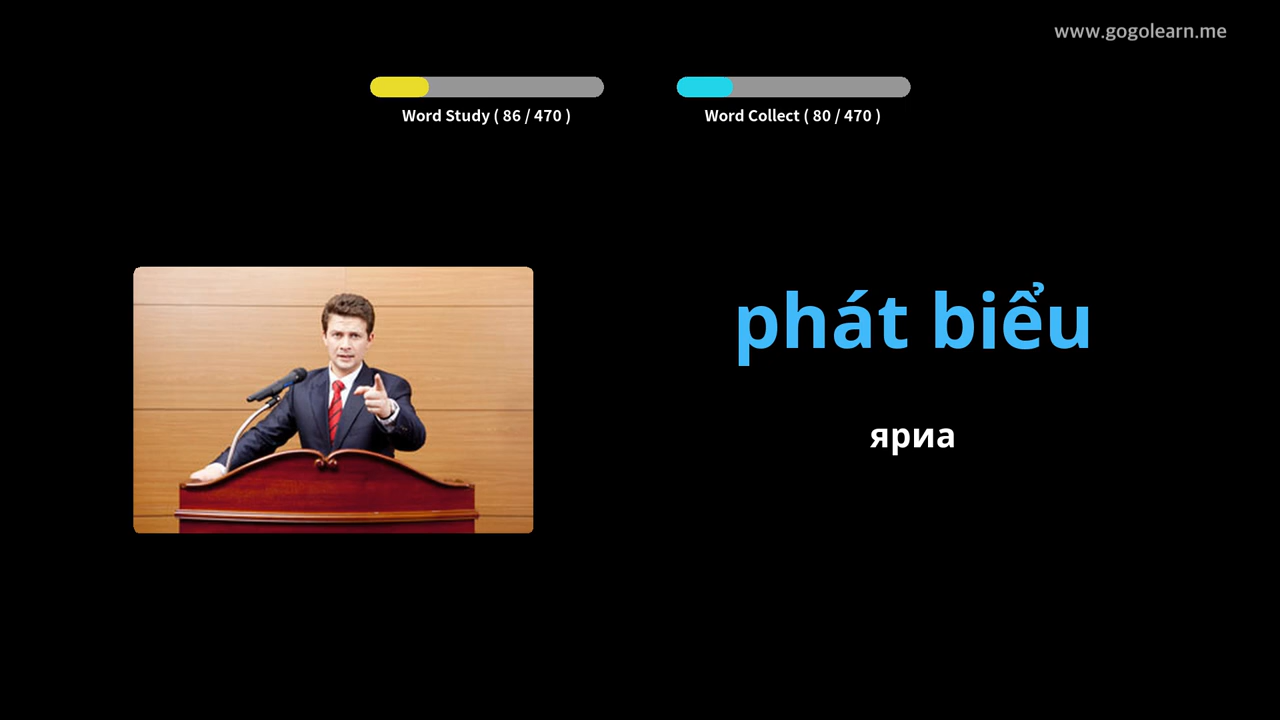 www.gogolearn.me
Word Study ( 86 / 470 )
Word Collect ( 80 / 470 )
phát biểu
яриа